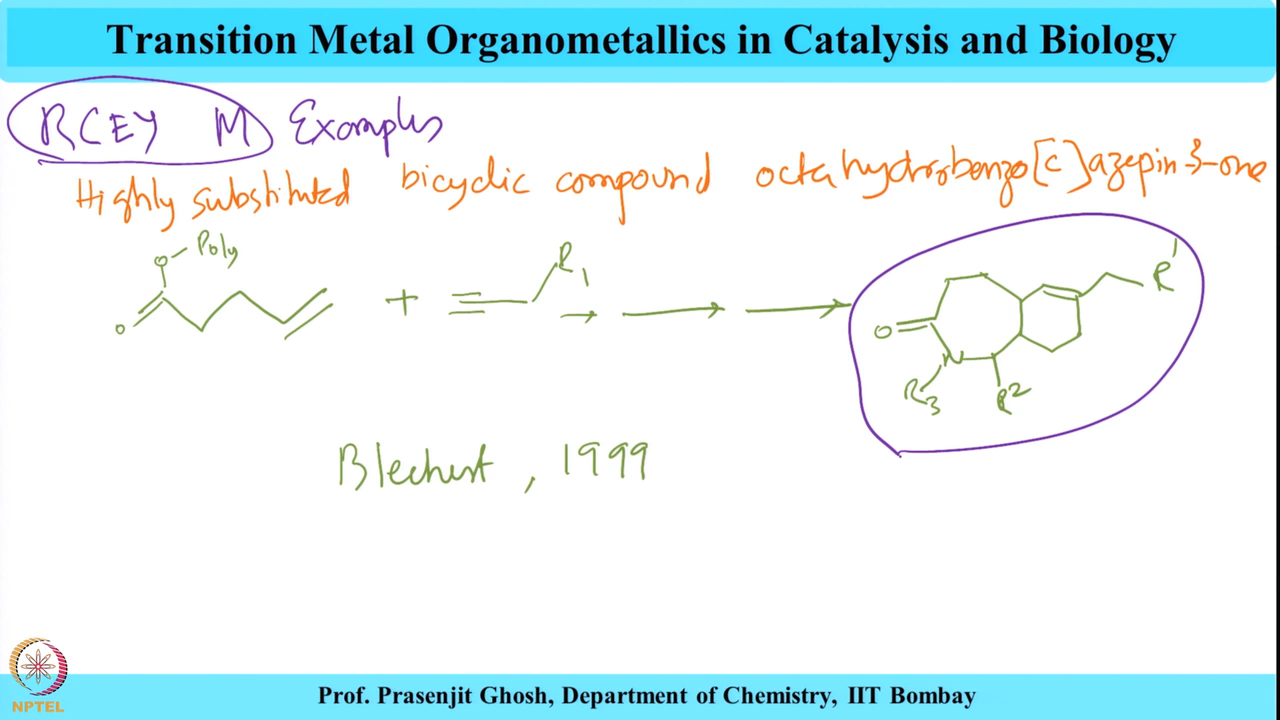 Transition Metal Organometallics in Catalysis and Biology
RCEY M Examples
Highly substituted bicyclic compound octahydrobenzo[c]azepin-3-one
O-Poly
O
+
R1
O
N
R3
R2
R1
Blechert, 1999
NPTEL
Prof. Prasenjit Ghosh, Department of Chemistry, IIT Bombay